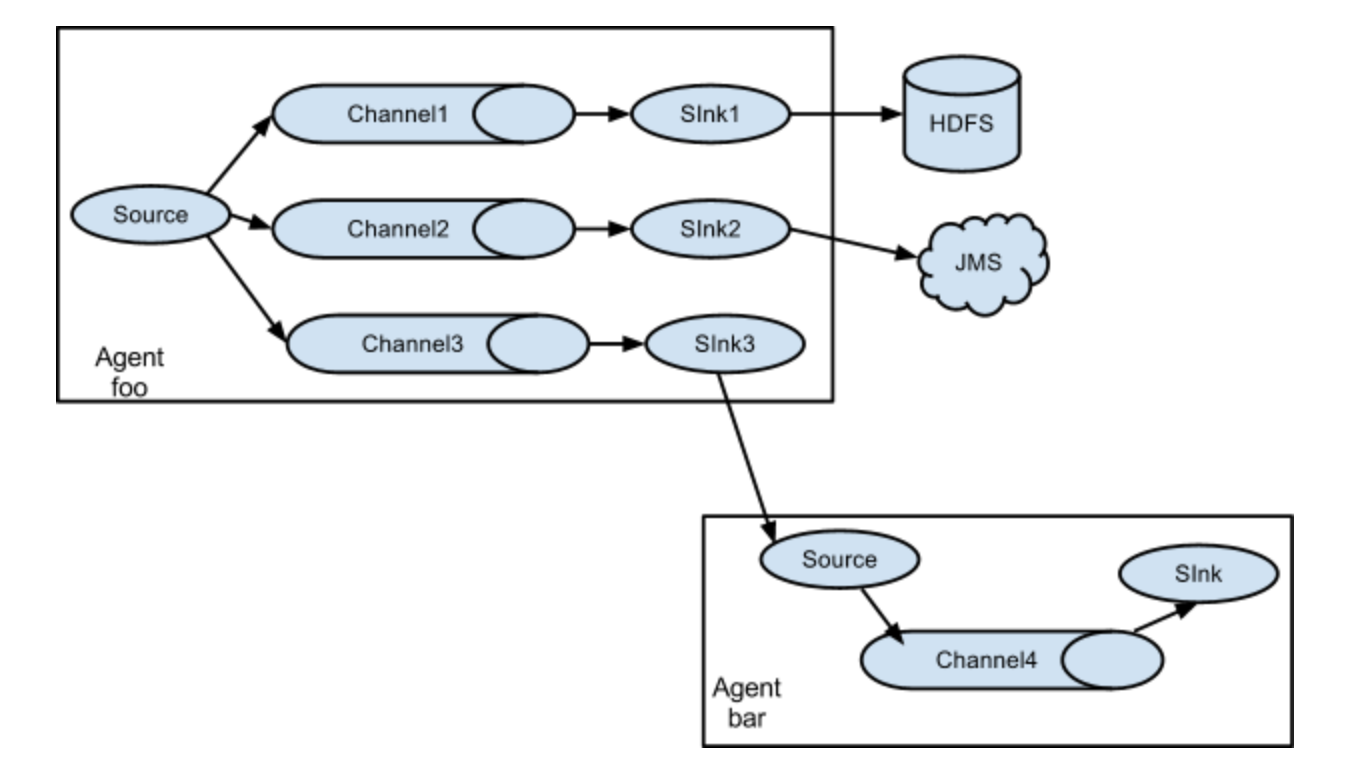 Channel1
SInk1
HDFS
Source
Channel2
SInk2
JMS
Channel3
SInk3
Agent
foo
Source
SInk
Channel4
Agent
bar